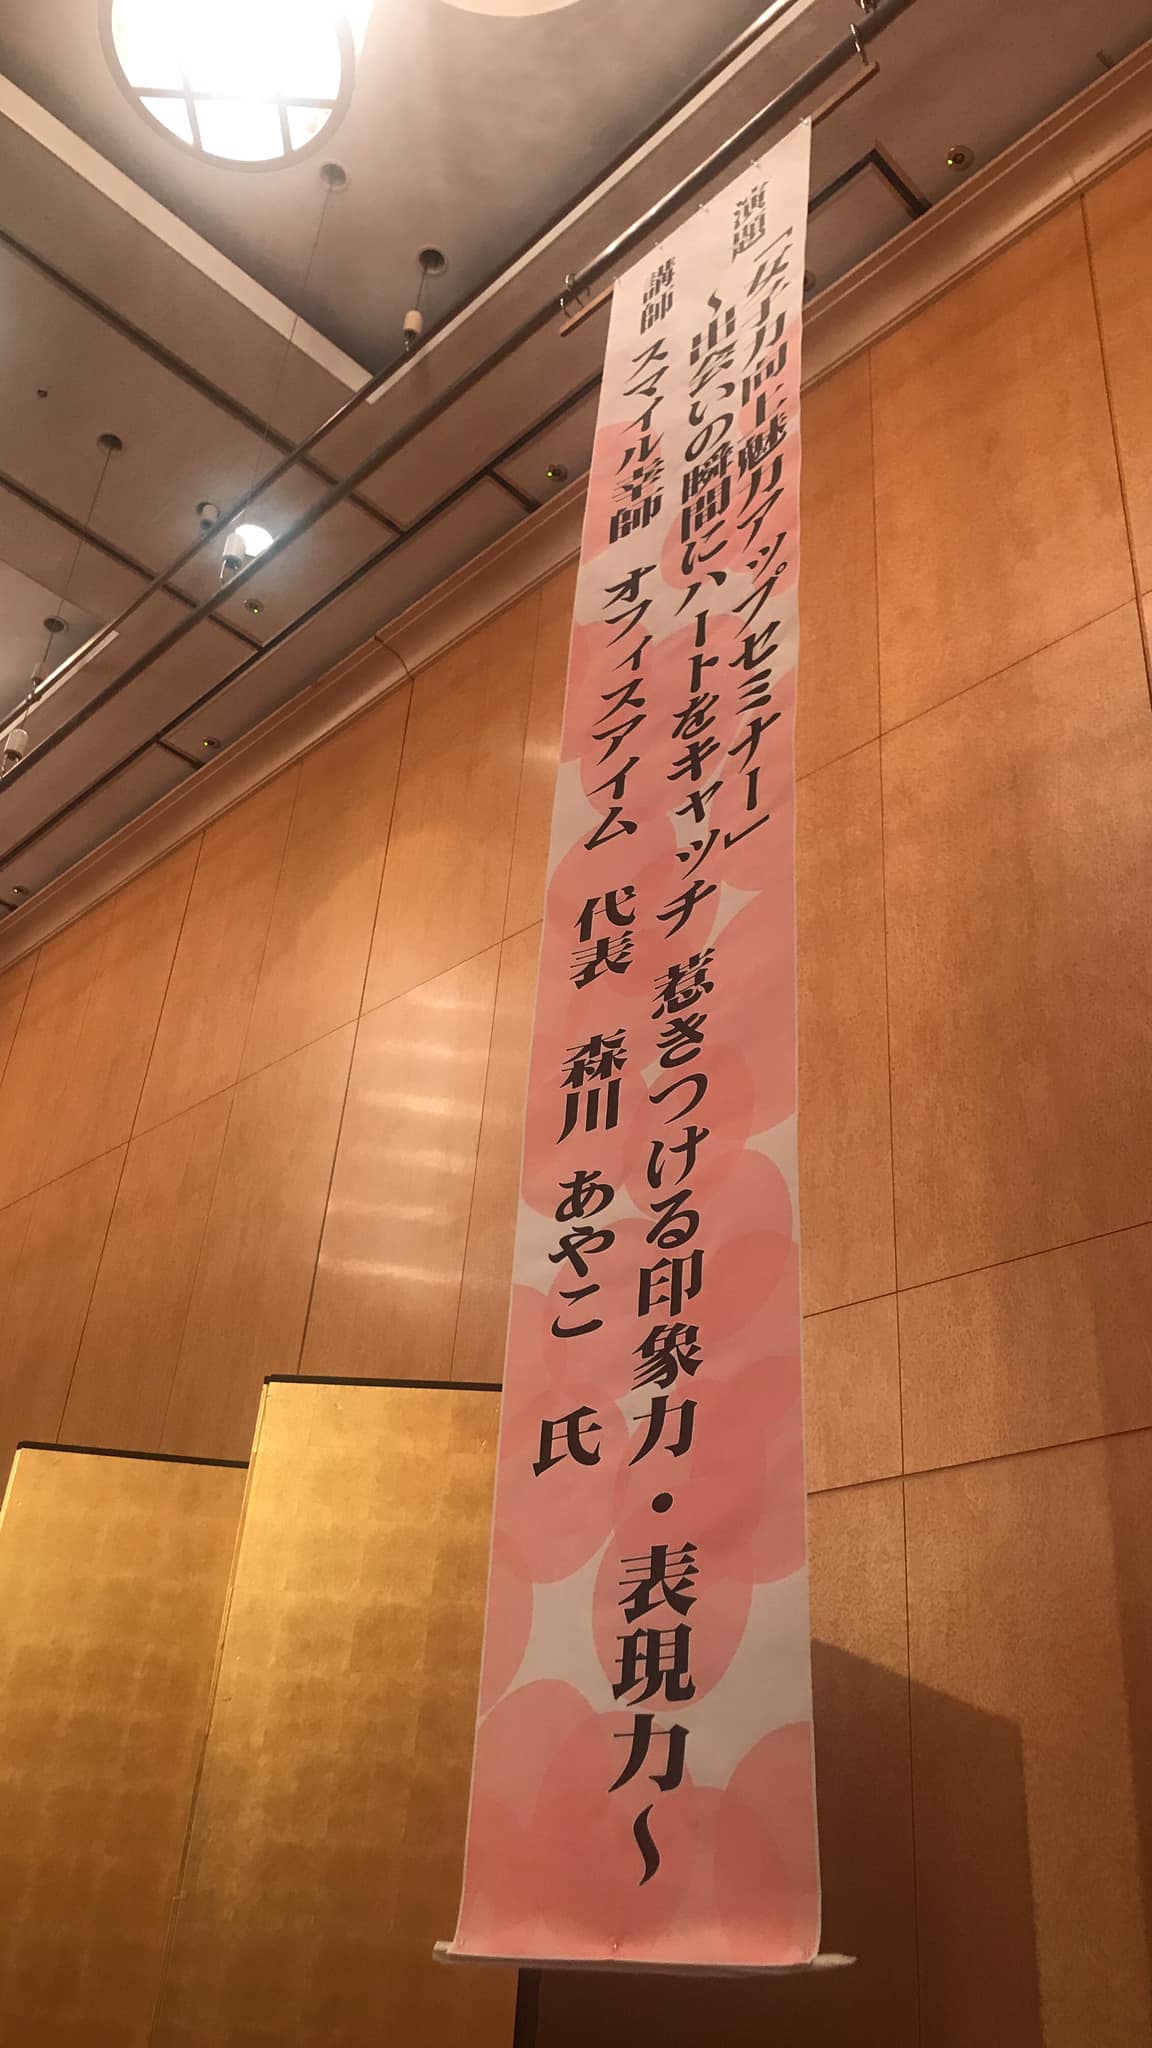 演題 「女子力向上魅力アップセミナー」
～出会いの瞬間にハートをキャッチ 惹きつける印象力・表現力～
講師 スマイル幸師 オフィスアイム 代表 森川 あやこ 氏